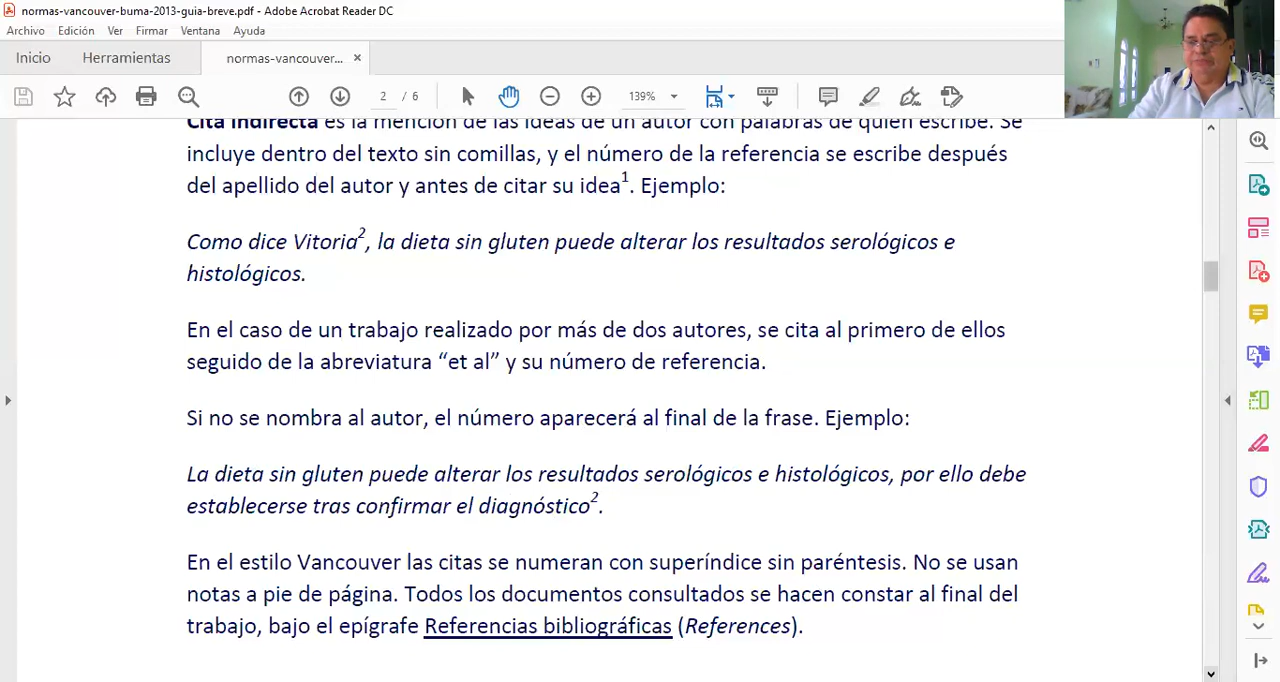 normas-vancouver-buma-2013-guia-breve.pdf - Adobe Acrobat Reader DC
Archivo Edición Ver Firmar Ventana Ayuda
Inicio Herramientas normas-vancouver... ×
2 / 6 139%
Cita indirecta es la mención de las ideas de un autor con palabras de quien escribe. Se
incluye dentro del texto sin comillas, y el número de la referencia se escribe después
del apellido del autor y antes de citar su idea¹. Ejemplo:
Como dice Vitoria², la dieta sin gluten puede alterar los resultados serológicos e
histológicos.
En el caso de un trabajo realizado por más de dos autores, se cita al primero de ellos
seguido de la abreviatura “et al” y su número de referencia.
Si no se nombra al autor, el número aparecerá al final de la frase. Ejemplo:
La dieta sin gluten puede alterar los resultados serológicos e histológicos, por ello debe
establecerse tras confirmar el diagnóstico².
En el estilo Vancouver las citas se numeran con superíndice sin paréntesis. No se usan
notas a pie de página. Todos los documentos consultados se hacen constar al final del
trabajo, bajo el epígrafe Referencias bibliográficas (References).